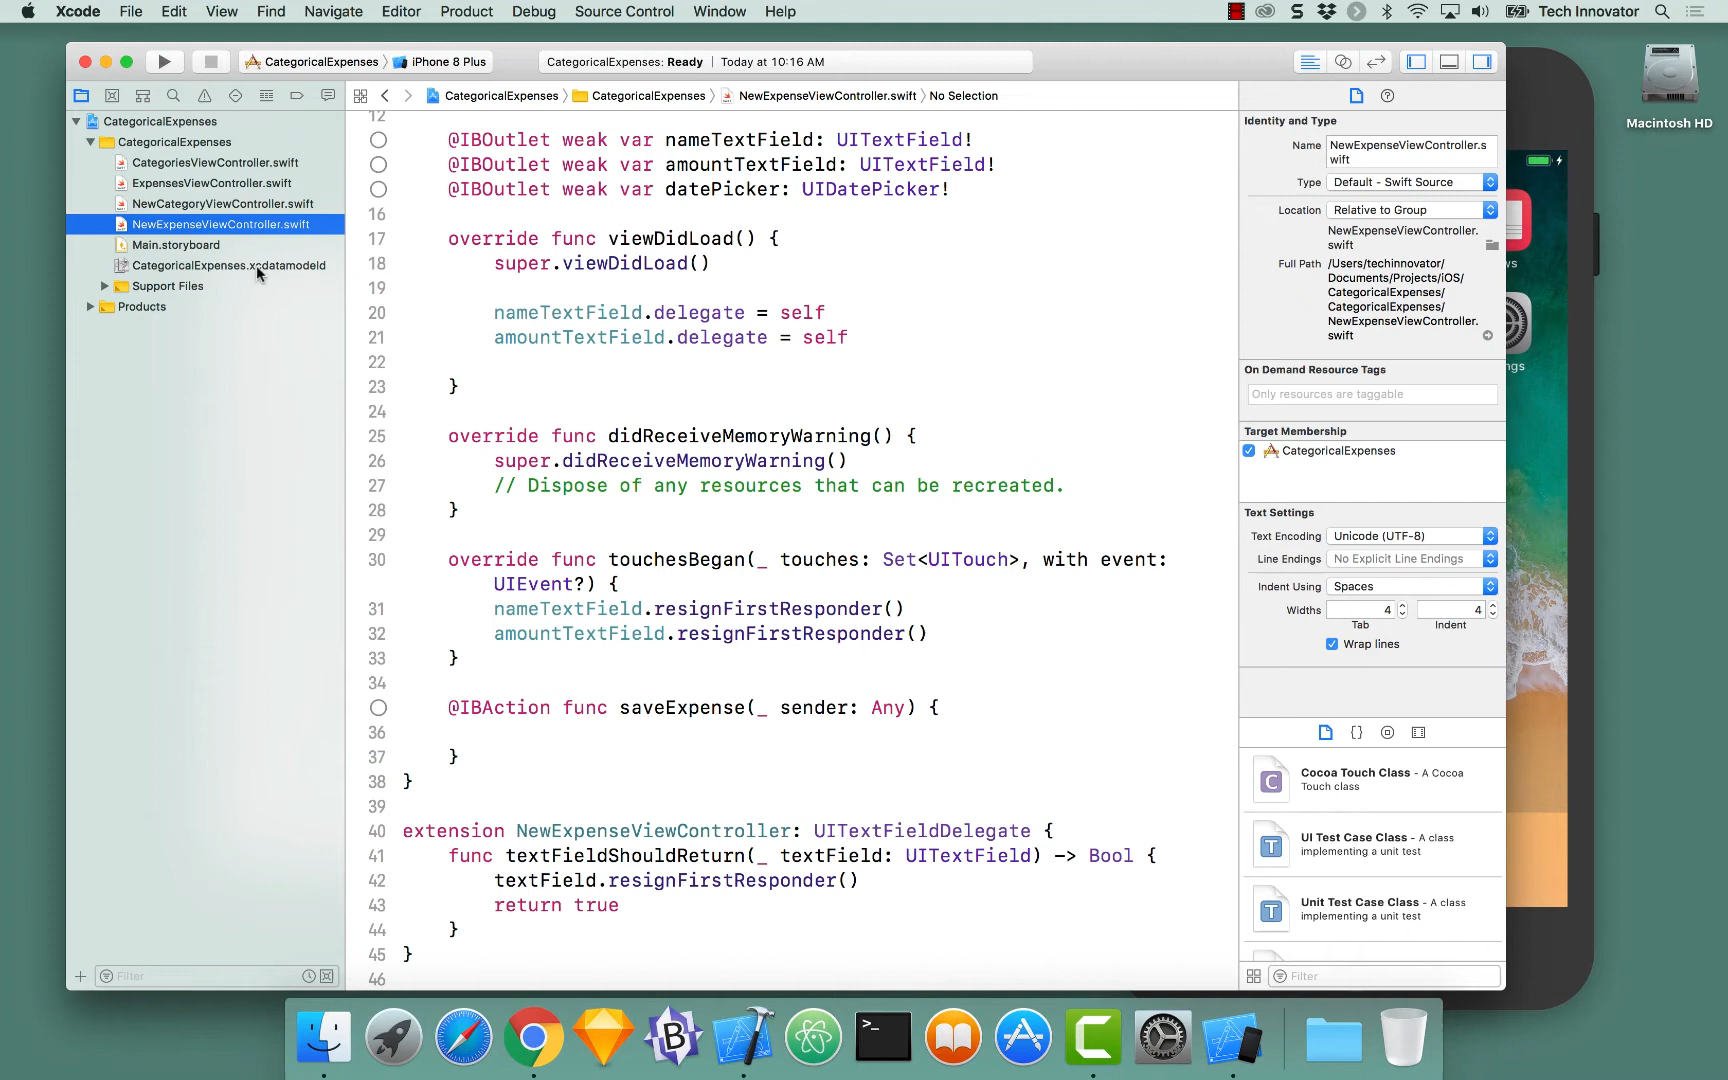 Xcode File Edit View Find Navigate Editor Product Debug Source Control Window Help Tech Innovator
CategoricalExpenses iPhone 8 Plus CategoricalExpenses: Ready Today at 10:16 AM
CategoricalExpenses CategoricalExpenses NewExpenseViewController.swift No Selection
CategoricalExpenses
CategoricalExpenses
CategoriesViewController.swift
ExpensesViewController.swift
NewCategoryViewController.swift
NewExpenseViewController.swift
Main.storyboard
CategoricalExpenses.xcdatamodeld
Support Files
Products
Filter
12
@IBOutlet weak var nameTextField: UITextField!
@IBOutlet weak var amountTextField: UITextField!
@IBOutlet weak var datePicker: UIDatePicker!
16
17 override func viewDidLoad() {
18 super.viewDidLoad()
20 nameTextField.delegate = self
21 amountTextField.delegate = self
22
23 }
24
25 override func didReceiveMemoryWarning() {
26 super.didReceiveMemoryWarning()
27 // Dispose of any resources that can be recreated.
28 }
29
30 override func touchesBegan(_ touches: Set<UITouch>, with event:
UIEvent?) {
31 nameTextField.resignFirstResponder()
32 amountTextField.resignFirstResponder()
33 }
34
@IBAction func saveExpense(_ sender: Any) {
36
37 }
38 }
39
40 extension NewExpenseViewController: UITextFieldDelegate {
41 func textFieldShouldReturn(_ textField: UITextField) -> Bool {
42 textField.resignFirstResponder()
43 return true
44 }
45 }
46
Identity and Type
Name NewExpenseViewController.s
wift
Type Default - Swift Source
Location Relative to Group
NewExpenseViewController.
swift
Full Path /Users/techinnovator/
Documents/Projects/iOS/
CategoricalExpenses/
CategoricalExpenses/
NewExpenseViewController.
swift
On Demand Resource Tags
Only resources are taggable
Target Membership
CategoricalExpenses
Text Settings
Text Encoding Unicode (UTF-8)
Line Endings No Explicit Line Endings
Indent Using Spaces
Widths 4 4
Tab Indent
Wrap lines
Cocoa Touch Class - A Cocoa
Touch class
UI Test Case Class - A class
implementing a unit test
Unit Test Case Class - A class
implementing a unit test
Filter
Macintosh HD
ws
ngs